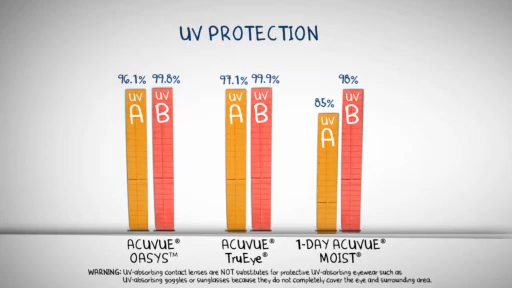 UV PROTECTION
96.1% 99.8% 97.1% 99.9% 85% 98%
UV A UV B UV A UV B UV A UV B
ACUVUE® OASYS™ ACUVUE® TruEye® 1-DAY ACUVUE® MOIST®
WARNING: UV-absorbing contact lenses are NOT substitutes for protective UV-absorbing eyewear such as
UV-absorbing goggles or sunglasses because they do not completely cover the eye and surrounding area.